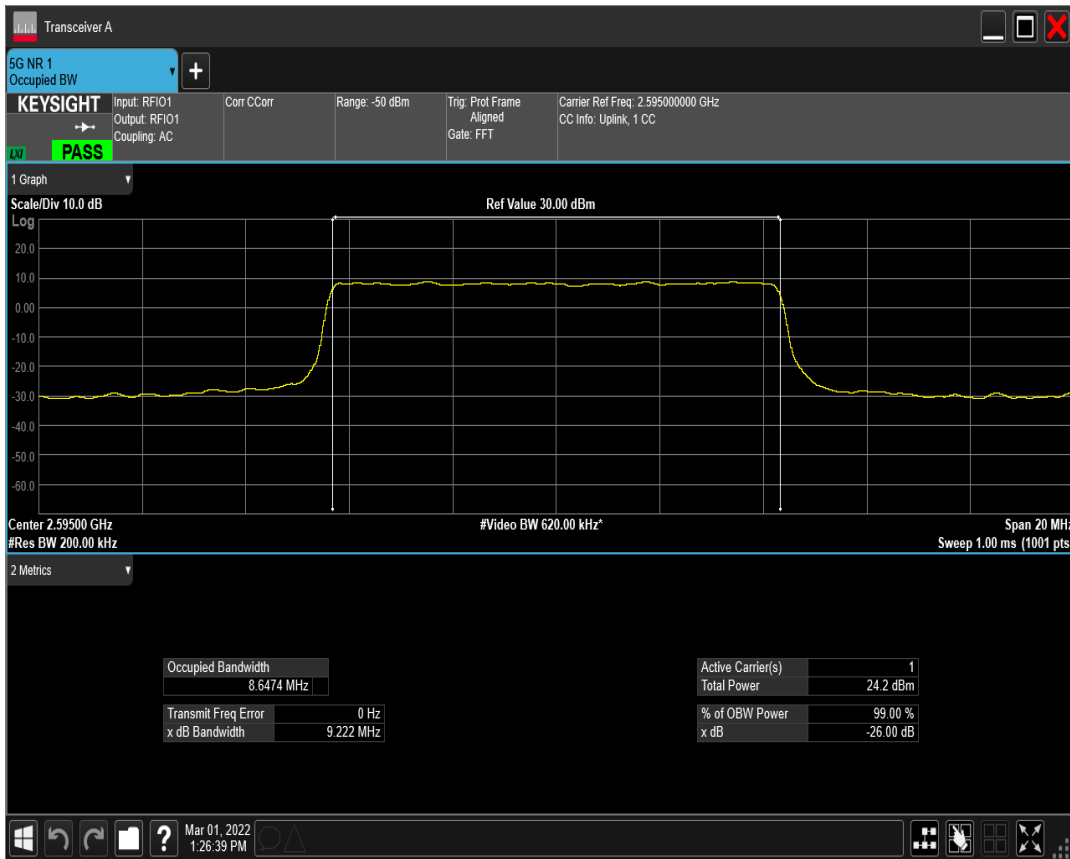 Transceiver A
5G NR 1
Occupied BW
+
KEYSIGHT
LXI
PASS
Input: RFIO1
Output: RFIO1
Coupling: AC
Corr CCorr
Range: -50 dBm
Trig: Prot Frame
Aligned
Gate: FFT
Carrier Ref Freq: 2.595000000 GHz
CC Info: Uplink, 1 CC
1 Graph
Scale/Div 10.0 dB
Ref Value 30.00 dBm
Log
20.0
10.0
0.00
-10.0
-20.0
-30.0
-40.0
-50.0
-60.0
Center 2.59500 GHz
#Video BW 620.00 kHz*
Span 20 MHz
#Res BW 200.00 kHz
Sweep 1.00 ms (1001 pts
2 Metrics
Occupied Bandwidth
8.6474 MHz
Transmit Freq Error 0 Hz
x dB Bandwidth 9.222 MHz
Active Carrier(s) 1
Total Power 24.2 dBm
% of OBW Power 99.00 %
x dB -26.00 dB
?
Mar 01, 2022
1:26:39 PM